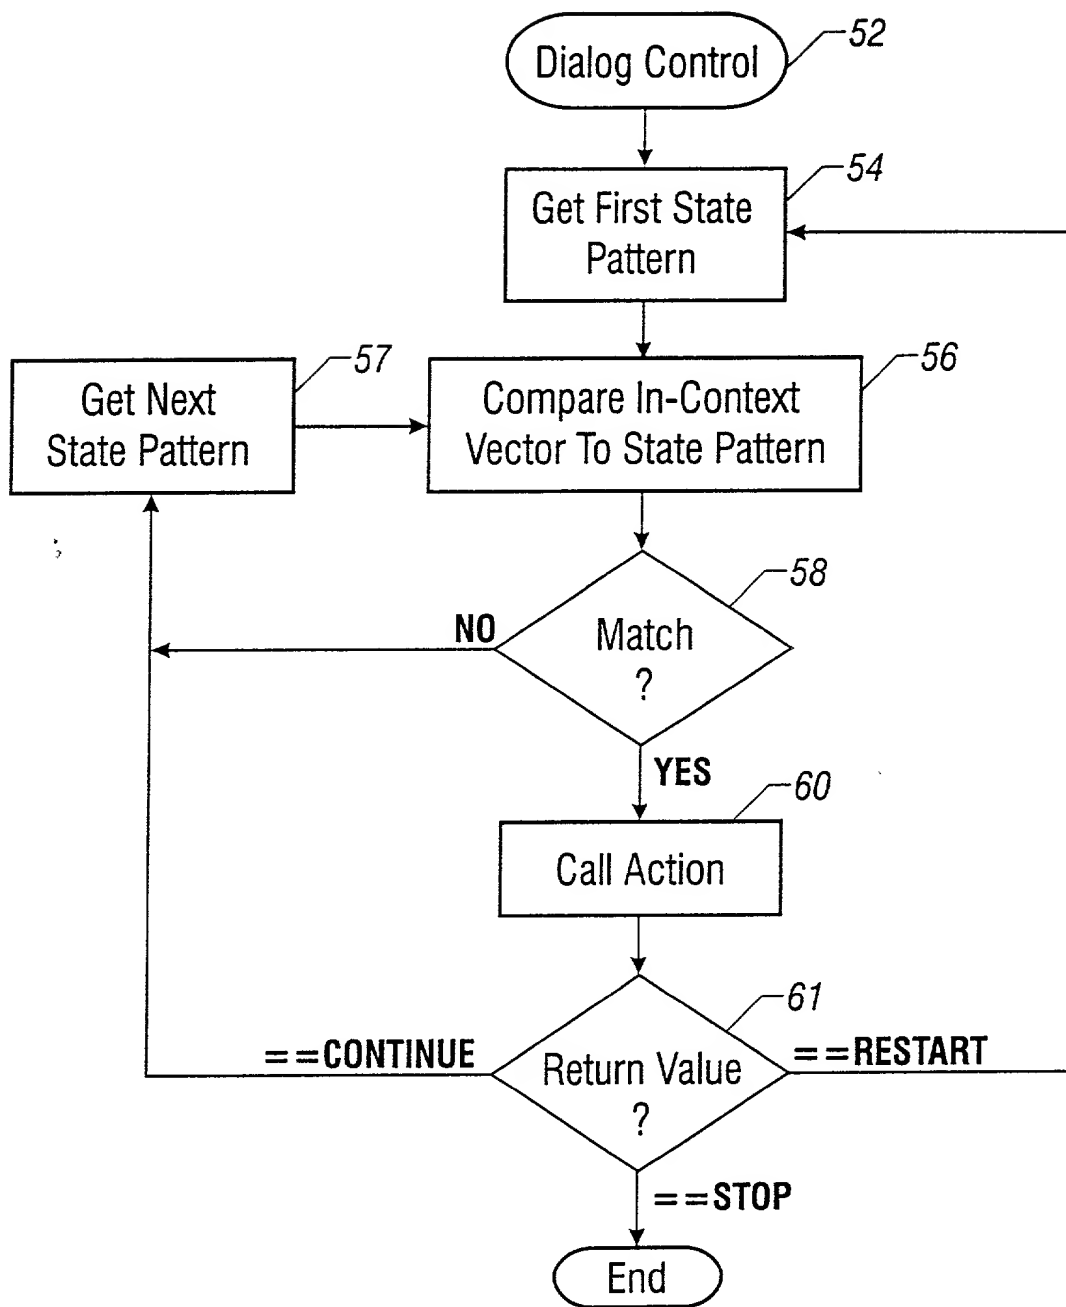 Dialog Control
52
Get First State
Pattern
54
Get Next
State Pattern
57
Compare In-Context
Vector To State Pattern
56
Match
?
58
NO
YES
Call Action
60
Return Value
?
61
==CONTINUE
==RESTART
==STOP
End